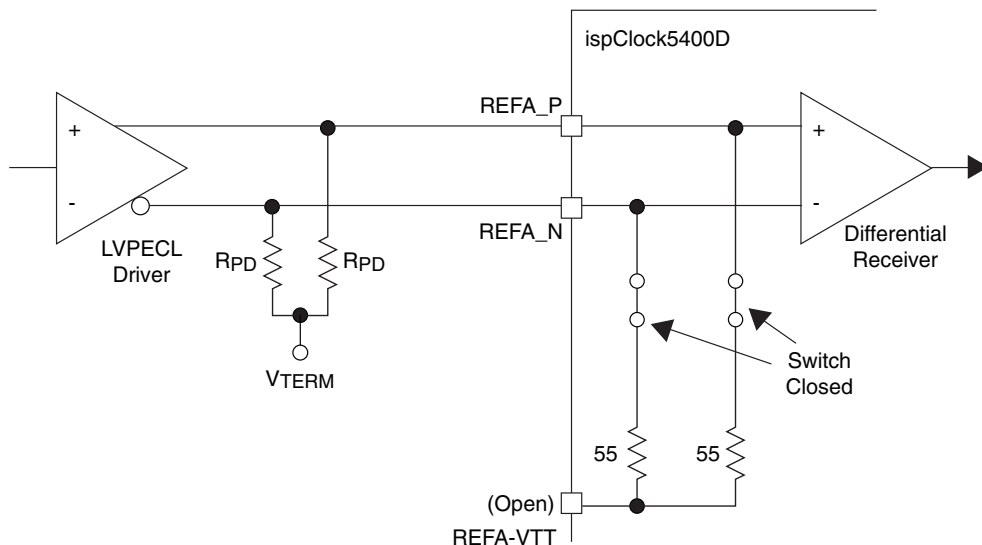 ispClock5400D
REFA_P
+
+
-
-
REFA_N
LVPECL
Driver
Differential
Receiver
RPD
RPD
VTERM
Switch
Closed
55
55
(Open)
REFA-VTT